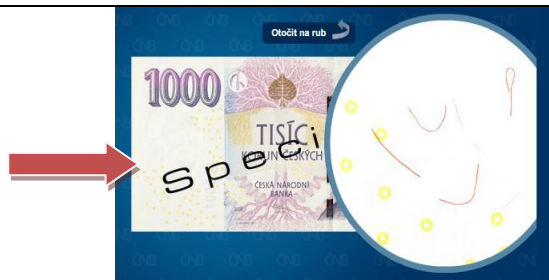 Otočit na rub
1000
TISÍC
KORUN ČESKÝCH
ČESKÁ NÁRODNÍ
BANKA
Speci